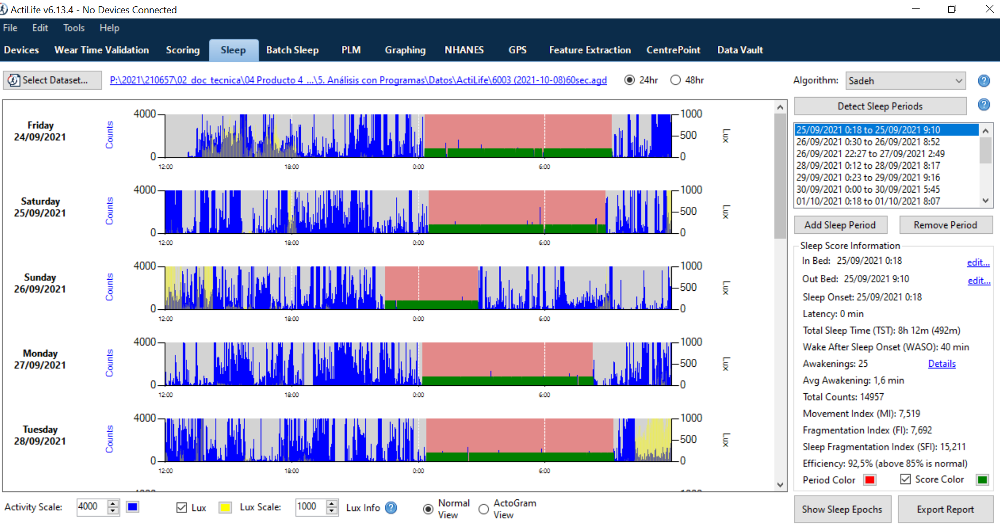 ActiLife v6.13.4 - No Devices Connected
File Edit Tools Help
Devices Wear Time Validation Scoring Sleep Batch Sleep PLM Graphing NHANES GPS Feature Extraction CentrePoint Data Vault
Select Dataset... P:\2021\210657\02_doc_tecnica\04 Producto 4 ...\5. Análisis con Programas\Datos\ActiLife\6003 (2021-10-08)60sec.agd 24hr 48hr Algorithm: Sadeh
Detect Sleep Periods
Friday
24/09/2021
Counts
4000
0
12:00 18:00 0:00 6:00
1000
500
0
Lux
Saturday
25/09/2021
Counts
4000
0
12:00 18:00 0:00 6:00
1000
500
0
Lux
Sunday
26/09/2021
Counts
4000
0
12:00 18:00 0:00 6:00
1000
500
0
Lux
Monday
27/09/2021
Counts
4000
0
12:00 18:00 0:00 6:00
1000
500
0
Lux
Tuesday
28/09/2021
Counts
4000
0
12:00 18:00 0:00 6:00
1000
500
0
Lux
25/09/2021 0:18 to 25/09/2021 9:10
26/09/2021 0:30 to 26/09/2021 8:52
26/09/2021 22:27 to 27/09/2021 2:49
28/09/2021 0:12 to 28/09/2021 8:17
29/09/2021 0:23 to 29/09/2021 9:16
30/09/2021 0:00 to 30/09/2021 5:45
01/10/2021 0:18 to 01/10/2021 8:07
Add Sleep Period Remove Period
Sleep Score Information
In Bed: 25/09/2021 0:18 edit...
Out Bed: 25/09/2021 9:10 edit...
Sleep Onset: 25/09/2021 0:18
Latency: 0 min
Total Sleep Time (TST): 8h 12m (492m)
Wake After Sleep Onset (WASO): 40 min
Awakenings: 25 Details
Avg Awakening: 1,6 min
Total Counts: 14957
Movement Index (MI): 7,519
Fragmentation Index (FI): 7,692
Sleep Fragmentation Index (SFI): 15,211
Efficiency: 92,5% (above 85% is normal)
Period Color Score Color
Activity Scale: 4000 Lux Lux Scale: 1000 Lux Info Normal View ActoGram View
Show Sleep Epochs Export Report